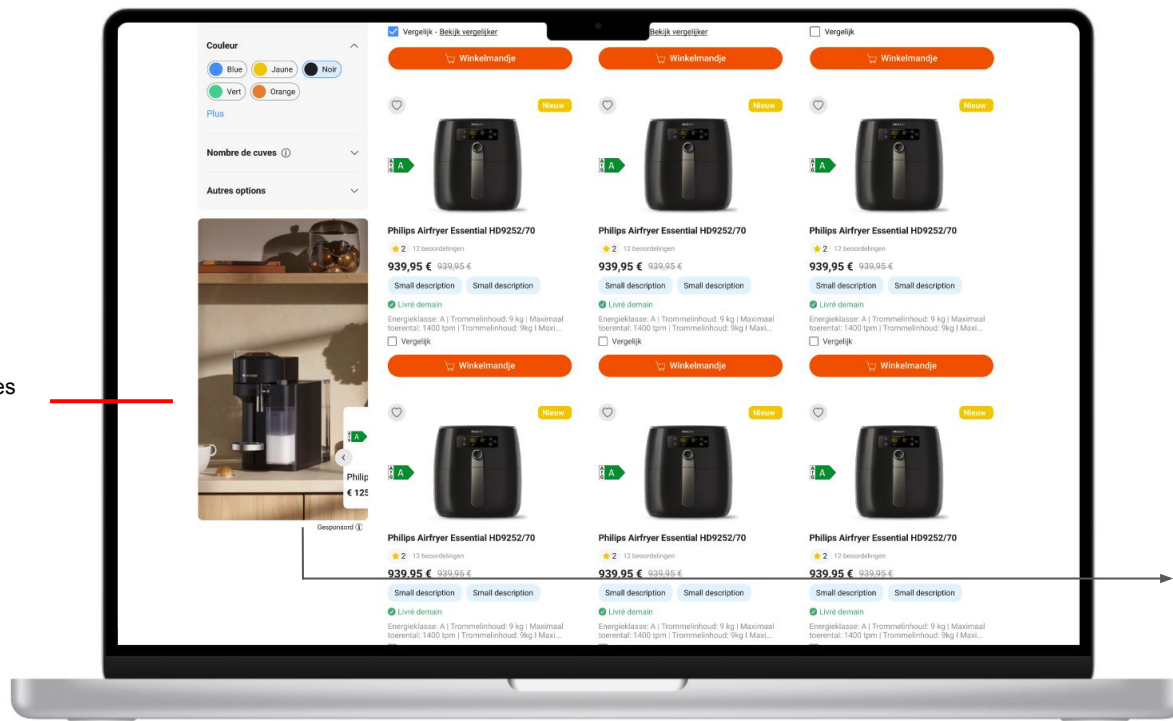 es
Couleur
Blue
Jaune
Noir
Vert
Orange
Plus
Nombre de cuves
Autres options
A
Philip
€ 125
Gesponsord
Vergelijk - Bekijk vergelijker
Bekijk vergelijker
Vergelijk
Winkelmandje
Winkelmandje
Winkelmandje
Nieuw
Nieuw
Nieuw
A
A
A
Philips Airfryer Essential HD9252/70
Philips Airfryer Essential HD9252/70
Philips Airfryer Essential HD9252/70
2 12 beoordelingen
2 12 beoordelingen
2 12 beoordelingen
939,95 € 939,95 €
939,95 € 939,95 €
939,95 € 939,95 €
Small description Small description
Small description Small description
Small description Small description
Livré demain
Livré demain
Livré demain
Energieklasse: A | Trommelinhoud: 9 kg | Maximaal
toerental: 1400 tpm | Trommelinhoud: 9kg I Maxi...
Energieklasse: A | Trommelinhoud: 9 kg | Maximaal
toerental: 1400 tpm | Trommelinhoud: 9kg I Maxi...
Energieklasse: A | Trommelinhoud: 9 kg | Maximaal
toerental: 1400 tpm | Trommelinhoud: 9kg I Maxi...
Vergelijk
Vergelijk
Vergelijk
Winkelmandje
Winkelmandje
Winkelmandje
Nieuw
Nieuw
Nieuw
A
A
A
Philips Airfryer Essential HD9252/70
Philips Airfryer Essential HD9252/70
Philips Airfryer Essential HD9252/70
2 12 beoordelingen
2 12 beoordelingen
2 12 beoordelingen
939,95 € 939,95 €
939,95 € 939,95 €
939,95 € 939,95 €
Small description Small description
Small description Small description
Small description Small description
Livré demain
Livré demain
Livré demain
Energieklasse: A | Trommelinhoud: 9 kg | Maximaal
toerental: 1400 tpm | Trommelinhoud: 9kg I Maxi...
Energieklasse: A | Trommelinhoud: 9 kg | Maximaal
toerental: 1400 tpm | Trommelinhoud: 9kg I Maxi...
Energieklasse: A | Trommelinhoud: 9 kg | Maximaal
toerental: 1400 tpm | Trommelinhoud: 9kg I Maxi...